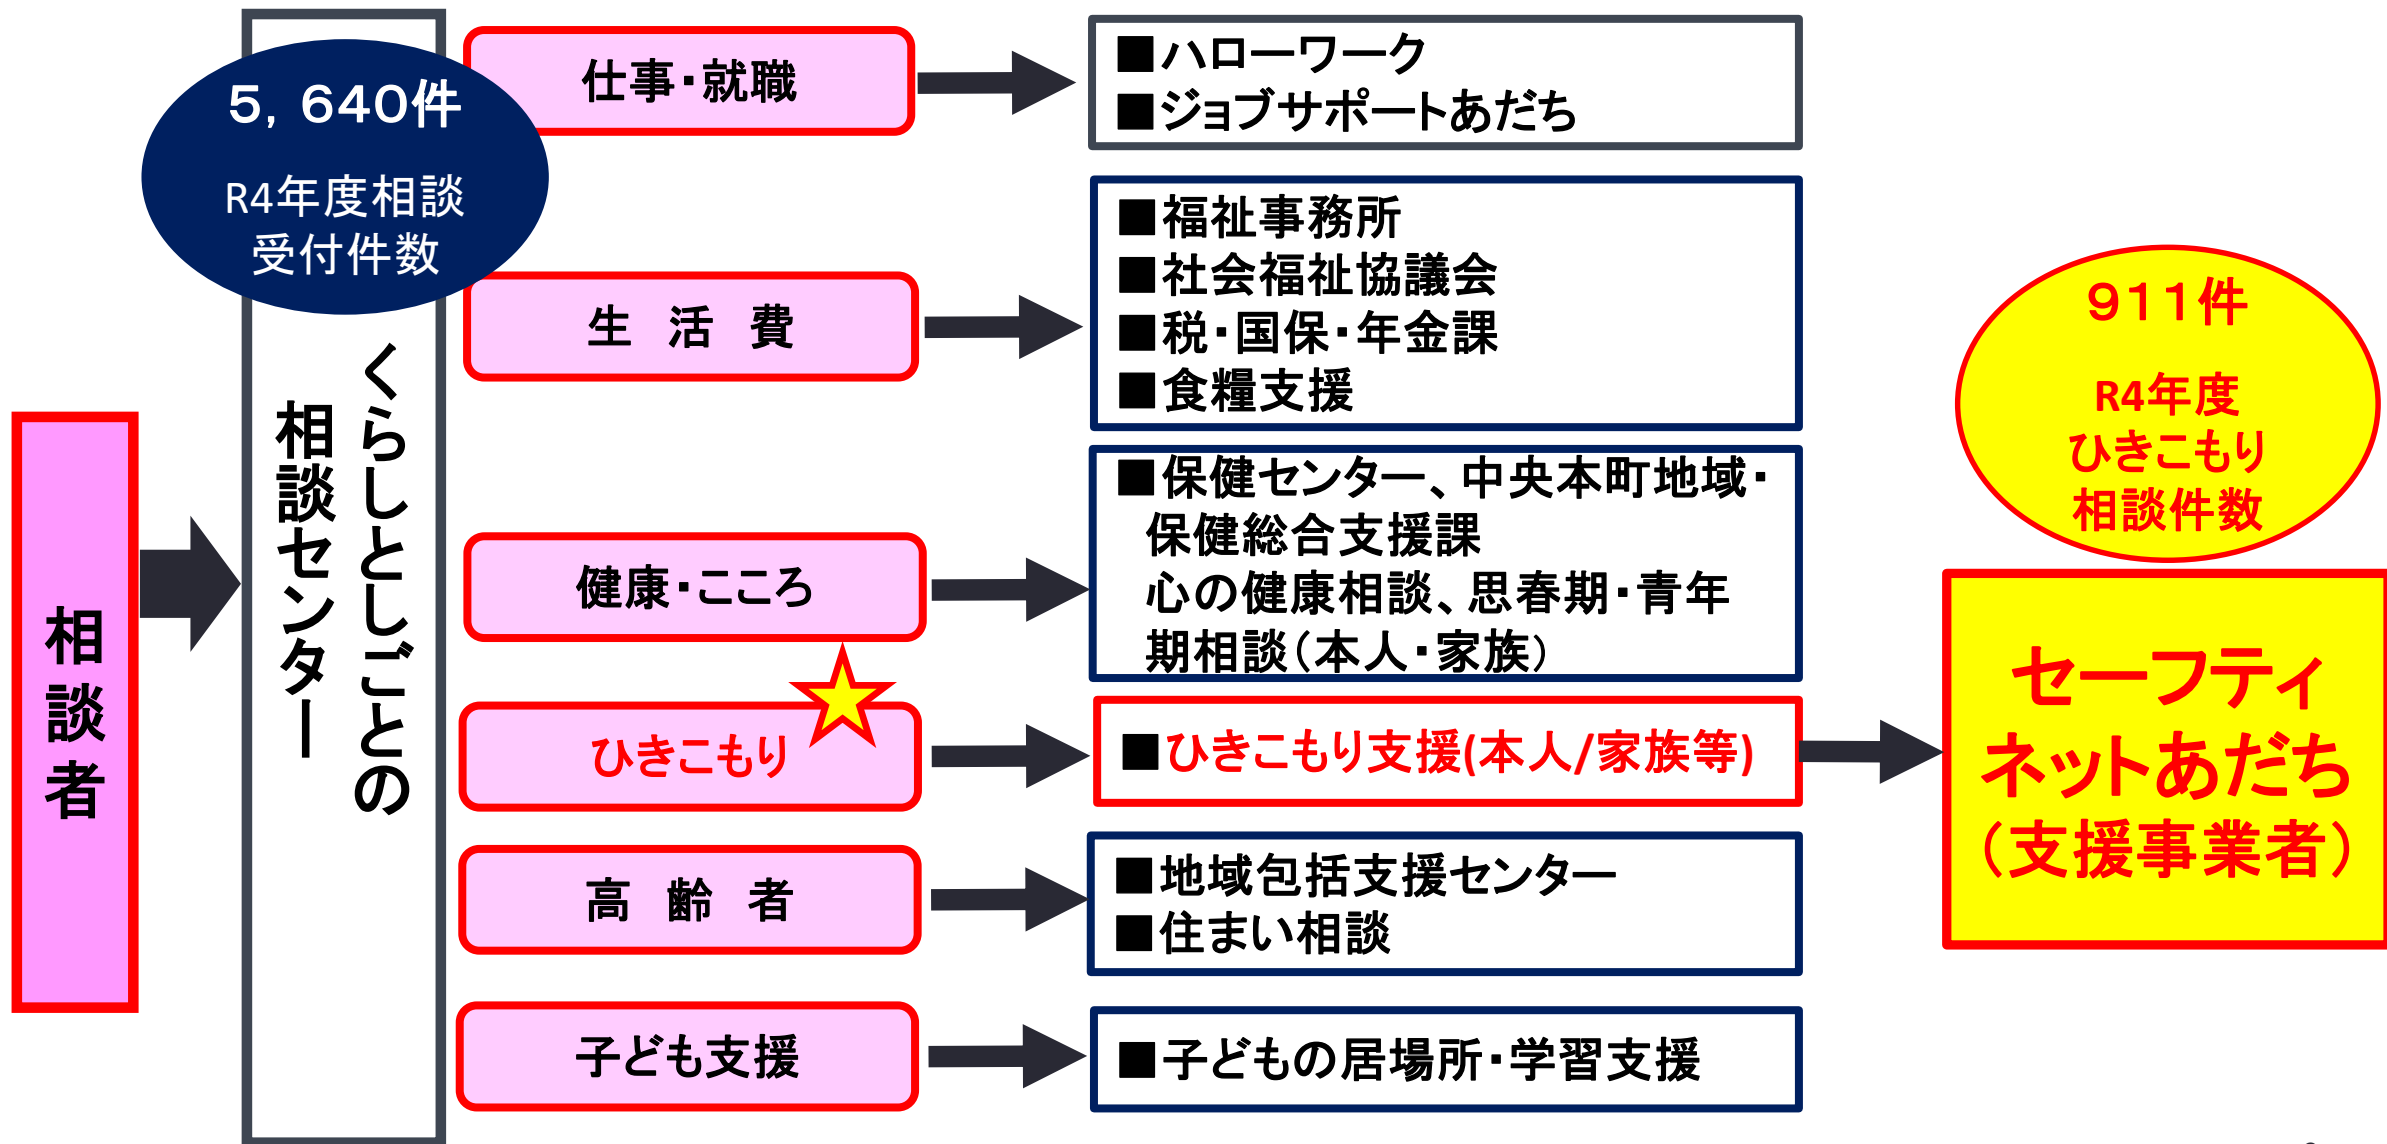 5，640件
R4年度相談
受付件数
相談者
くらしとしごとの
相談センター
仕事・就職
■ハローワーク
■ジョブサポートあだち
生　活　費
■福祉事務所
■社会福祉協議会
■税・国保・年金課
■食糧支援
健康・こころ
■保健センター、中央本町地域・
保健総合支援課
心の健康相談、思春期・青年
期相談（本人・家族）
ひきこもり
■ひきこもり支援(本人/家族等)
911件
R4年度
ひきこもり
相談件数
セーフティ
ネットあだち
（支援事業者）
高　齢　者
■地域包括支援センター
■住まい相談
子ども支援
■子どもの居場所・学習支援